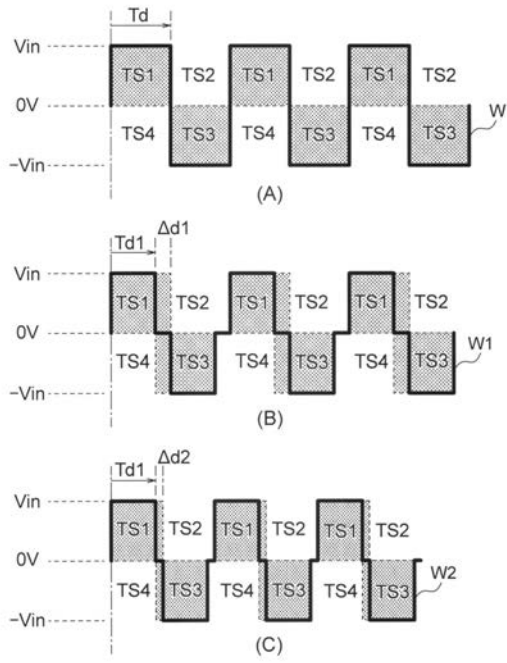 Td
Vin
TS1 TS2 TS1 TS2 TS1 TS2
0V
TS4 TS3 TS4 TS3 TS4 TS3 W
−Vin
(A)
Td1 Δd1
Vin
TS1 TS2 TS1 TS2 TS1 TS2
0V
TS4 TS3 TS4 TS3 TS4 TS3 W1
−Vin
(B)
Td1 Δd2
Vin
TS1 TS2 TS1 TS2 TS1 TS2
0V
TS4 TS3 TS4 TS3 TS4 TS3 W2
−Vin
(C)